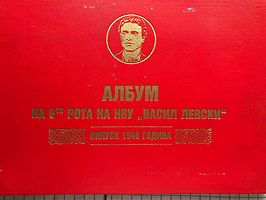 АЛБУМ
НА 6ТА РОТА НА НВУ „ВАСИЛ ЛЕВСКИ“
ВИПУСК 1948 ГОДИНА